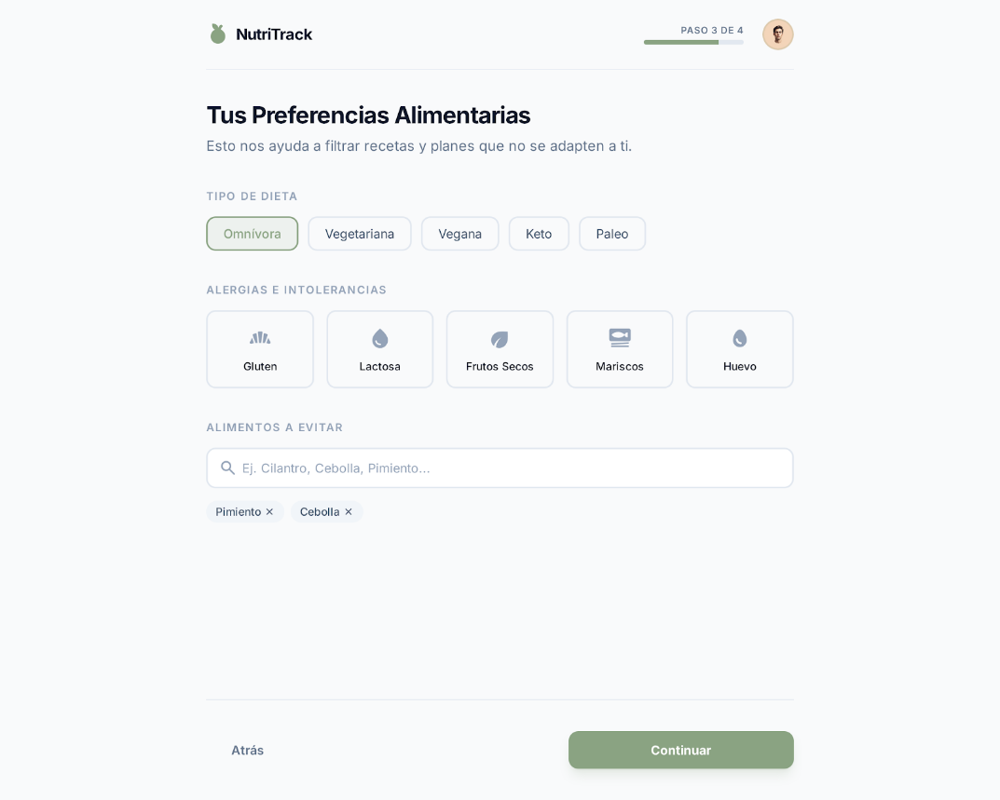 NutriTrack
PASO 3 DE 4
Tus Preferencias Alimentarias
Esto nos ayuda a filtrar recetas y planes que no se adapten a ti.
TIPO DE DIETA
Omnívora
Vegetariana
Vegana
Keto
Paleo
ALERGIAS E INTOLERANCIAS
Gluten
Lactosa
Frutos Secos
Mariscos
Huevo
ALIMENTOS A EVITAR
Ej. Cilantro, Cebolla, Pimiento...
Pimiento ×
Cebolla ×
Atrás
Continuar